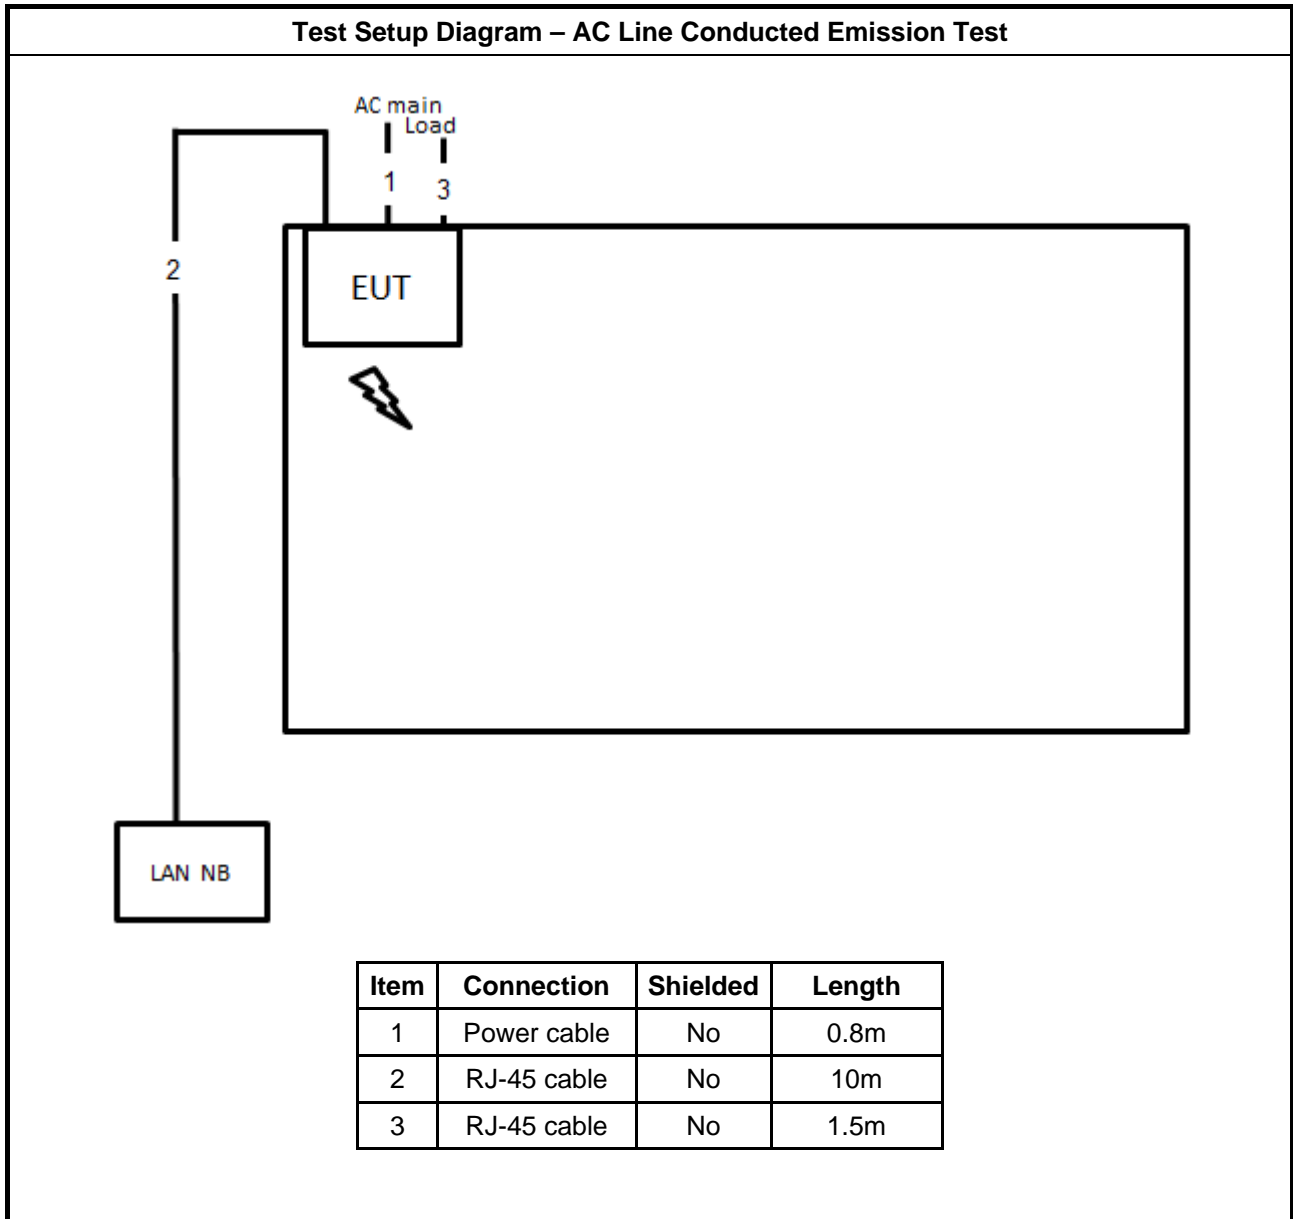 Test Setup Diagram – AC Line Conducted Emission Test
AC main
Load
1
3
2
EUT
LAN NB
Item Connection Shielded Length
1 Power cable No 0.8m
2 RJ-45 cable No 10m
3 RJ-45 cable No 1.5m